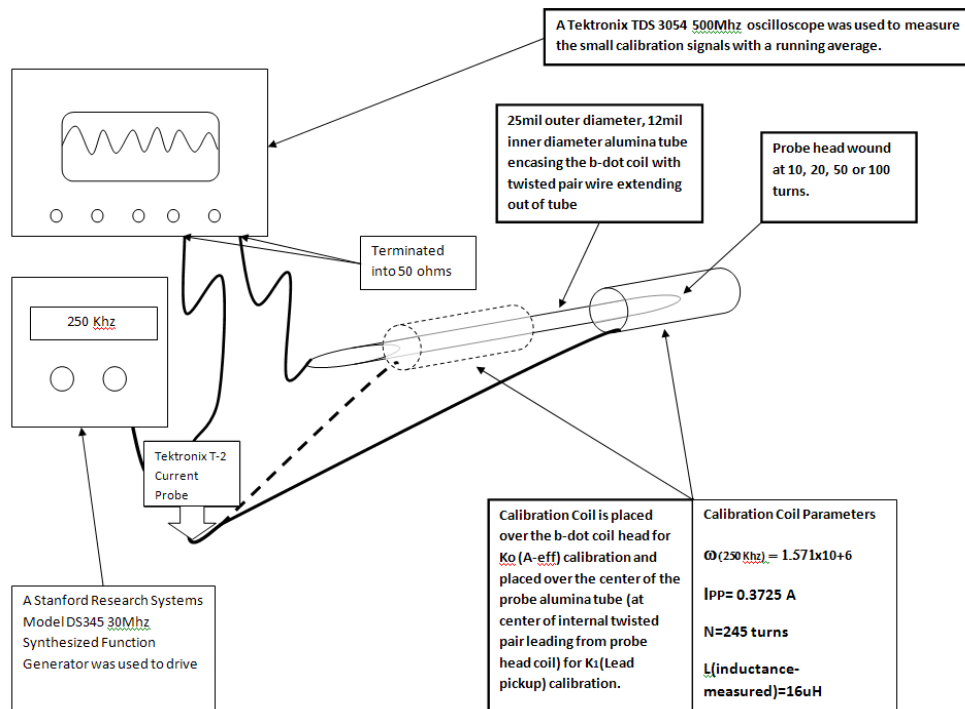 A Tektronix TDS 3054 500Mhz oscilloscope was used to measure
the small calibration signals with a running average.
25mil outer diameter, 12mil
inner diameter alumina tube
encasing the b-dot coil with
twisted pair wire extending
out of tube
Probe head wound
at 10, 20, 50 or 100
turns.
Terminated
into 50 ohms
250 Khz
Tektronix T-2
Current
Probe
Calibration Coil is placed
over the b-dot coil head for
Ko (A-eff) calibration and
placed over the center of the
probe alumina tube (at
center of internal twisted
pair leading from probe
head coil) for K1(Lead
pickup) calibration.
Calibration Coil Parameters
ω(250 Khz) = 1.571x10+6
IPP= 0.3725 A
N=245 turns
L(inductance-
measured)=16uH
A Stanford Research Systems
Model DS345 30Mhz
Synthesized Function
Generator was used to drive